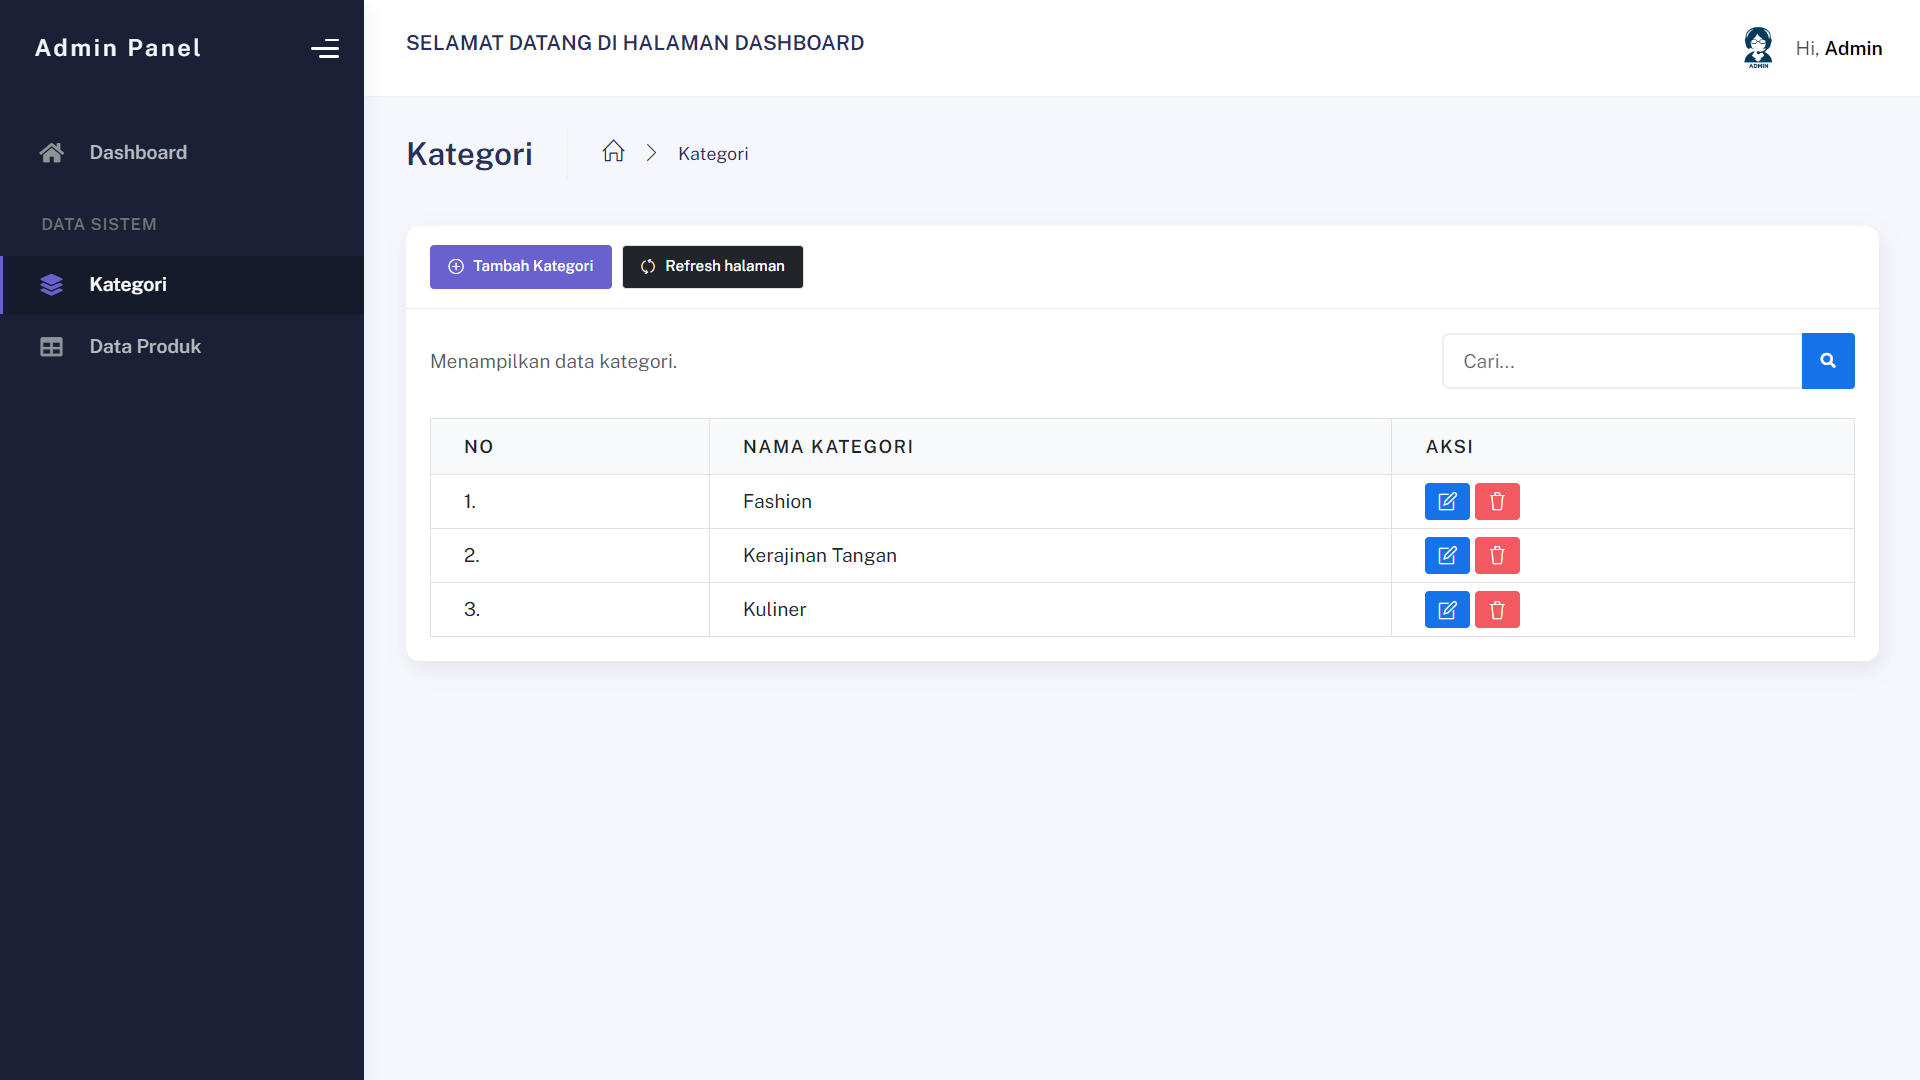 Admin Panel
SELAMAT DATANG DI HALAMAN DASHBOARD
ADMIN
Hi, Admin
Dashboard
DATA SISTEM
Kategori
Data Produk
Kategori
Kategori
Tambah Kategori
Refresh halaman
Menampilkan data kategori.
Cari...
NO NAMA KATEGORI AKSI
1. Fashion
2. Kerajinan Tangan
3. Kuliner